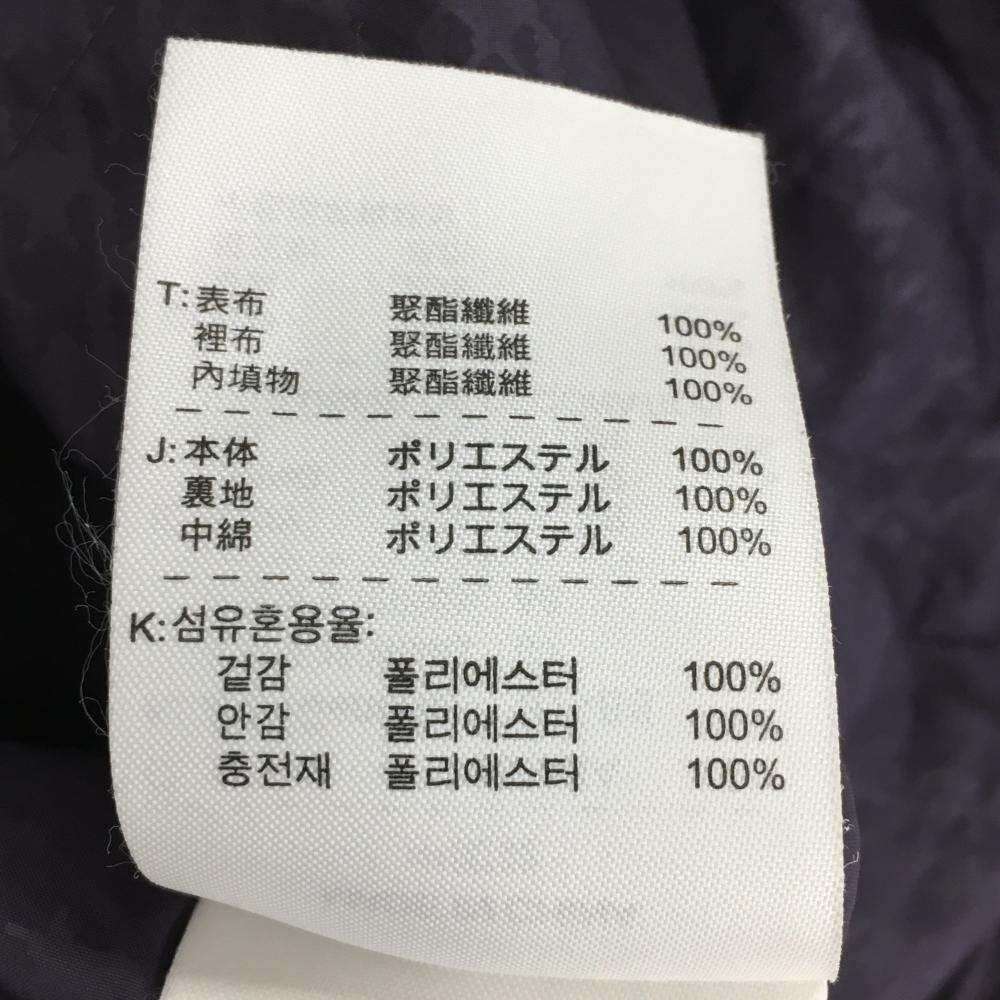 T:表布 聚酯纖維 100%
裡布 聚酯纖維 100%
內填物 聚酯纖維 100%
J:本体 ポリエステル 100%
裏地 ポリエステル 100%
中綿 ポリエステル 100%
K:섬유혼용율:
겉감 폴리에스터 100%
안감 폴리에스터 100%
충전재 폴리에스터 100%